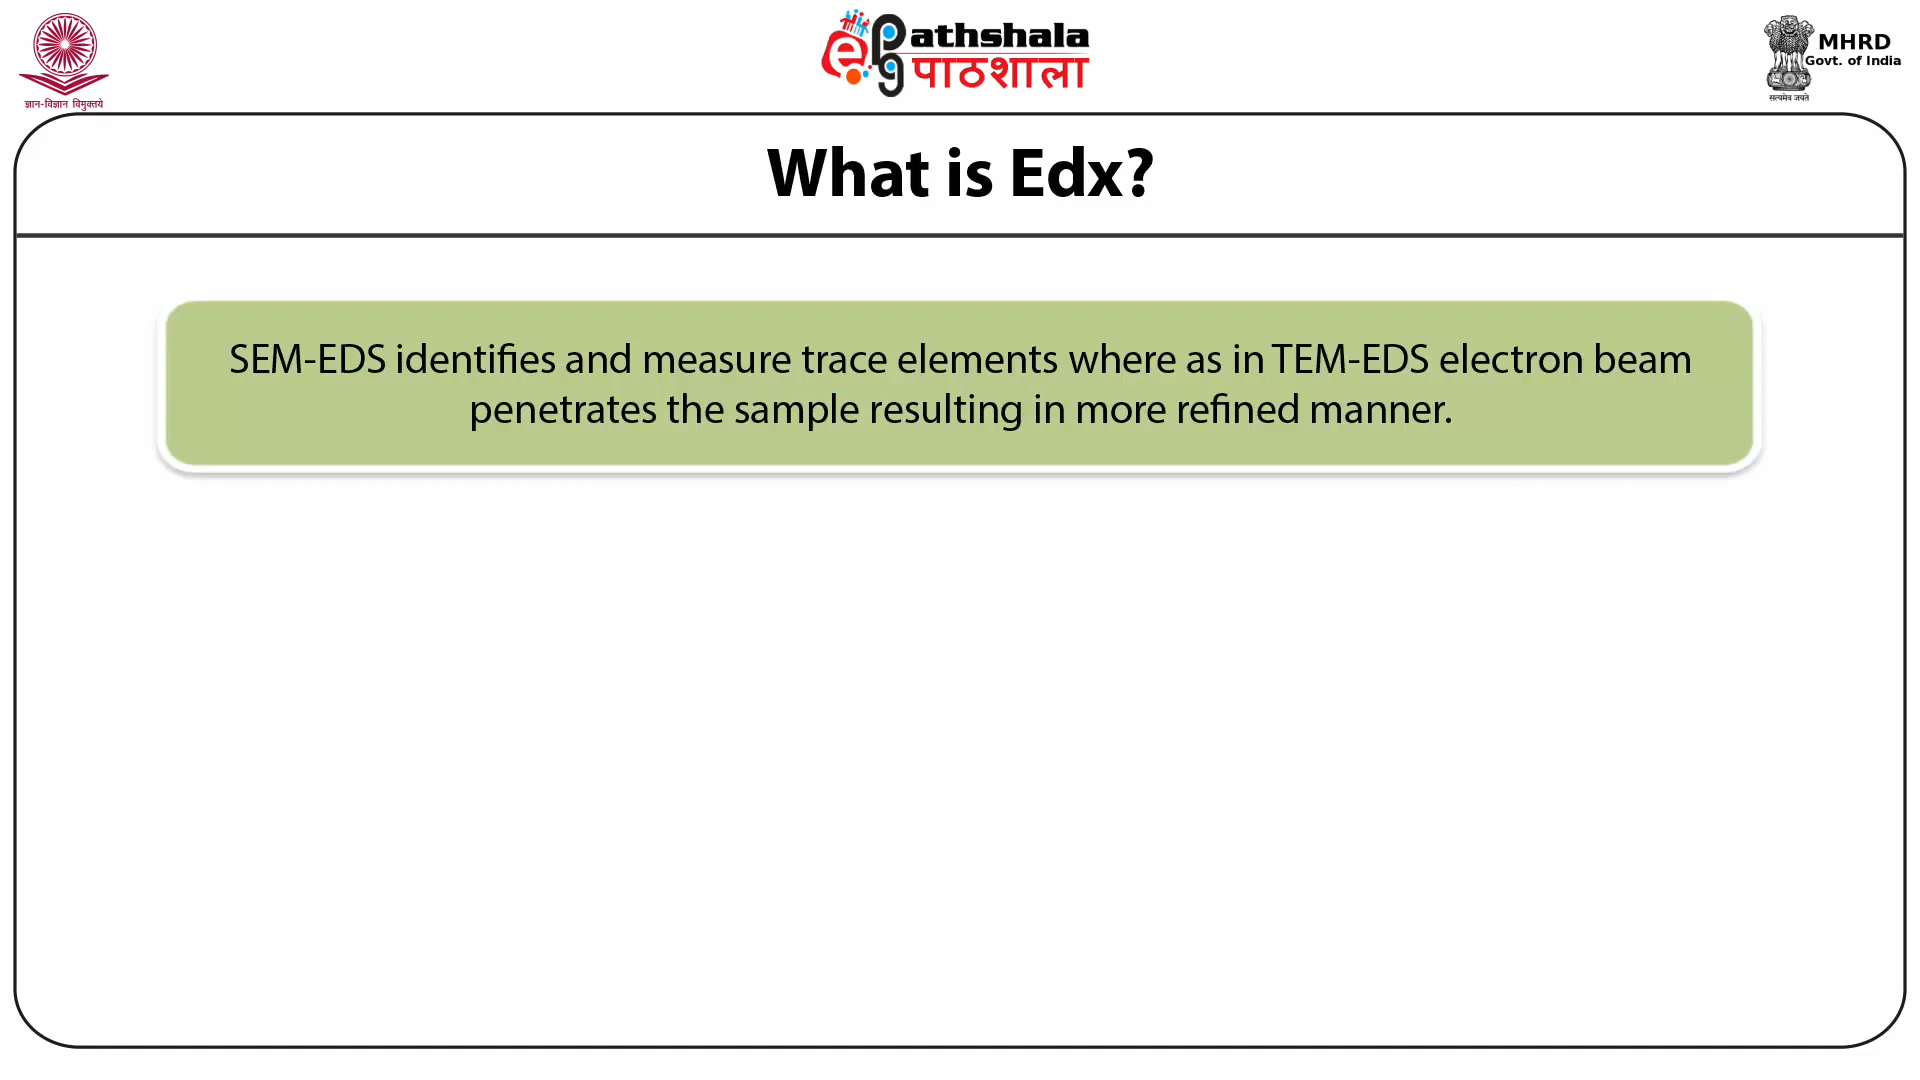 ज्ञान-विज्ञान विमुक्तये
ePathshala
पाठशाला
MHRD
Govt. of India
सत्यमेव जयते
What is Edx?
SEM-EDS identifies and measure trace elements where as in TEM-EDS electron beam
penetrates the sample resulting in more refined manner.